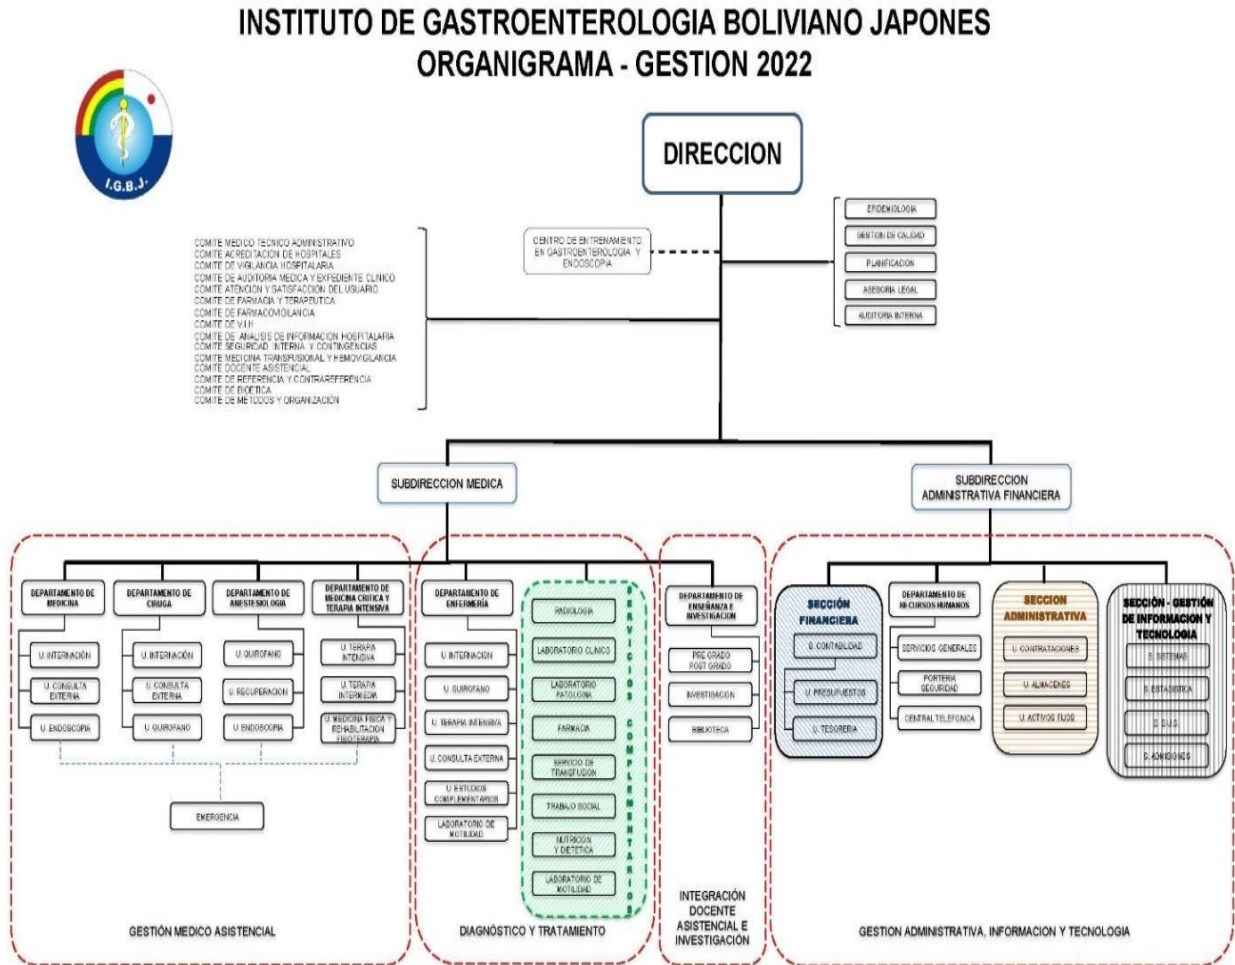 INSTITUTO DE GASTROENTEROLOGIA BOLIVIANO JAPONES
ORGANIGRAMA - GESTION 2022
I.G.B.J.
DIRECCION
EPIDEMIOLOGIA
GESTION DE CALIDAD
PLANIFICACION
ASESORIA LEGAL
AUDITORIA INTERNA
CENTRO DE ENTRENAMIENTO
EN GASTROENTEROLOGIA Y
ENDOSCOPIA
COMITE MEDICO TECNICO ADMINISTRATIVO
COMITE ACREDITACION DE HOSPITALES
COMITE DE VIGILANCIA HOSPITALARIA
COMITE DE AUDITORIA MEDICA Y EXPEDIENTE CLINICO
COMITE ATENCION Y SATISFACCION DEL USUARIO
COMITE DE FARMACIA Y TERAPEUTICA
COMITE DE FARMACOVIGILANCIA
COMITE DE V.I.H
COMITE DE ANALISIS DE INFORMACION HOSPITALARIA
COMITE SEGURIDAD INTERNA Y CONTINGENCIAS
COMITE MEDICINA TRANSFUSIONAL Y HEMOVIGILANCIA
COMITE DOCENTE ASISTENCIAL
COMITE DE REFERENCIA Y CONTRAREFERENCIA
COMITE DE BIOETICA
COMITE DE METODOS Y ORGANIZACIÓN
SUBDIRECCION MEDICA
SUBDIRECCION
ADMINISTRATIVA FINANCIERA
DEPARTAMENTO DE
MEDICINA
U. INTERNACIÓN
U. CONSULTA
EXTERNA
U. ENDOSCOPIA
DEPARTAMENTO DE
CIRUGA
U. INTERNACIÓN
U. CONSULTA
EXTERNA
U. QUIROFANO
DEPARTAMENTO DE
ANESTESIOLOGIA
U. QUIROFANO
U. RECUPERACION
U. ENDOSCOPIA
DEPARTAMENTO DE
MEDICINA CRITICA Y
TERAPIA INTENSIVA
U. TERAPIA
INTENSIVA
U. TERAPIA
INTERMEDIA
U. MEDICINA FISICA Y
REHABILITACION
FISIOTERAPIA
EMERGENCIA
GESTIÓN MEDICO ASISTENCIAL
DEPARTAMENTO DE
ENFERMERÍA
U. INTERNACION
U. QUIROFANO
U. TERAPIA INTENSIVA
U. CONSULTA EXTERNA
U. ESTUDIOS
COMPLEMENTARIOS
LABORATORIO DE
MOTILIDAD
RADIOLOGIA
LABORATORIO CLINICO
LABORATORIO
PATOLOGIA
FARMACIA
SERVICIO DE
TRANSFUSION
TRABAJO SOCIAL
NUTRICION
Y DIETÉTICA
LABORATORIO DE
MOTILIDAD
SERVICIOS COMPLEMENTARIOS
DIAGNÓSTICO Y TRATAMIENTO
DEPARTAMENTO DE
ENSEÑANZA E
INVESTIGACIÓN
PRE GRADO
POST GRADO
INVESTIGACION
BIBLIOTECA
INTEGRACIÓN
DOCENTE
ASISTENCIAL E
INVESTIGACIÓN
SECCIÓN
FINANCIERA
S. CONTABILIDAD
U. PRESUPUESTOS
U. TESORERIA
DEPARTAMENTO DE
RECURSOS HUMANOS
SERVICIOS GENERALES
PORTERIA
SEGURIDAD
CENTRAL TELEFONICA
SECCION
ADMINISTRATIVA
U. CONTRATACIONES
U. ALMACENES
U. ACTIVOS FIJOS
SECCIÓN - GESTIÓN
DE INFORMACION Y
TECNOLOGIA
S. SISTEMAS
S. ESTADISTICA
S. S.U.S.
S. ADMISIONES
GESTION ADMINISTRATIVA, INFORMACION Y TECNOLOGIA